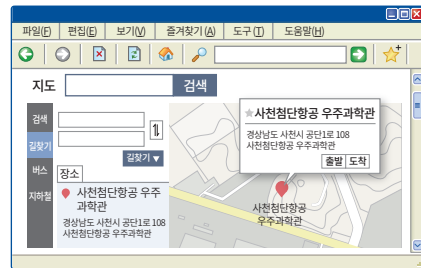 파일(F) 편집(E) 보기(V) 즐겨찾기(A) 도구(T) 도움말(H)
지도 검색
검색
길찾기
길찾기▼
버스
장소
지하철
사천첨단항공 우주
과학관
경상남도 사천시 공단1로 108
사천첨단항공 우주과학관
★사천첨단항공 우주과학관
경상남도 사천시 공단1로 108
사천첨단항공 우주과학관
출발 도착
사천첨단항공
우주과학관